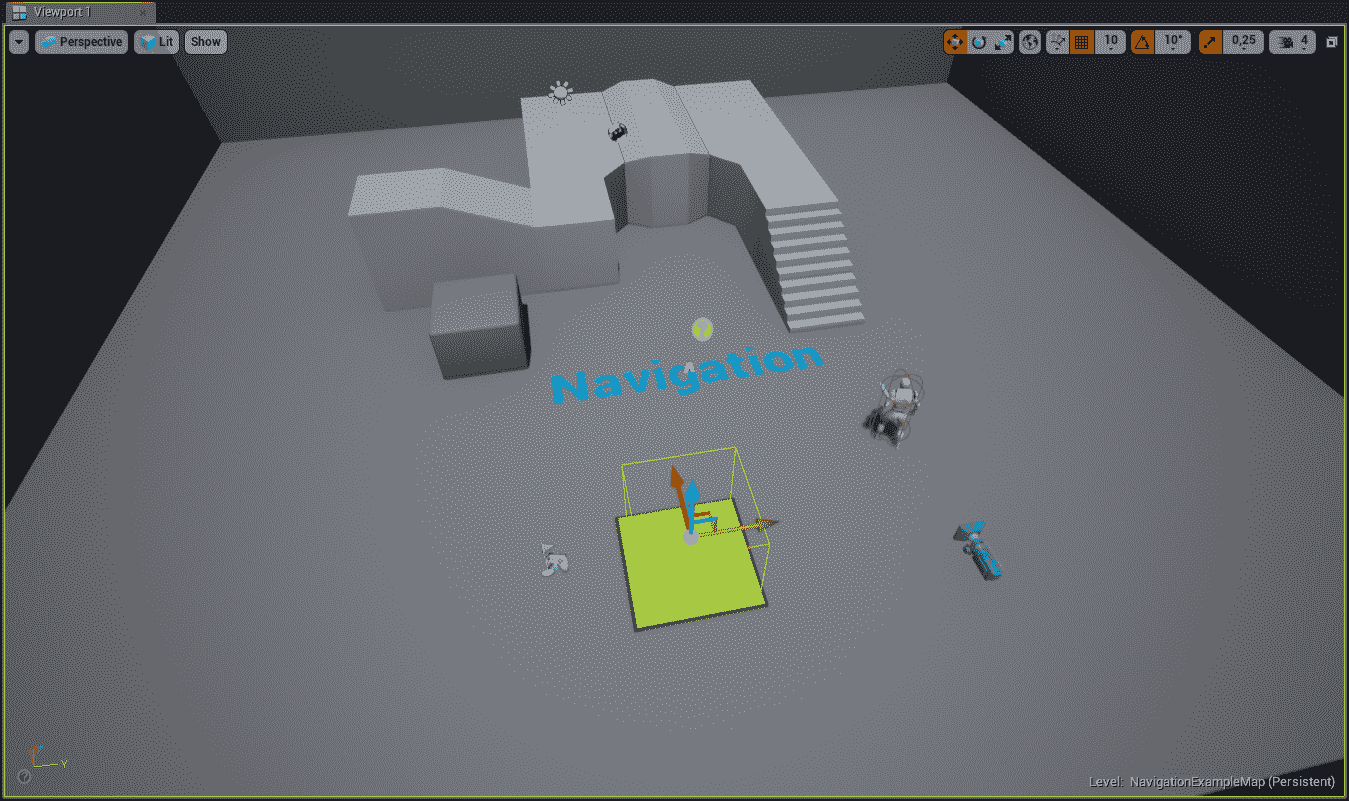 Viewport 1
Perspective Lit Show 10 10° 0,25 4
Navigation
Y
Level: NavigationExampleMap (Persistent)